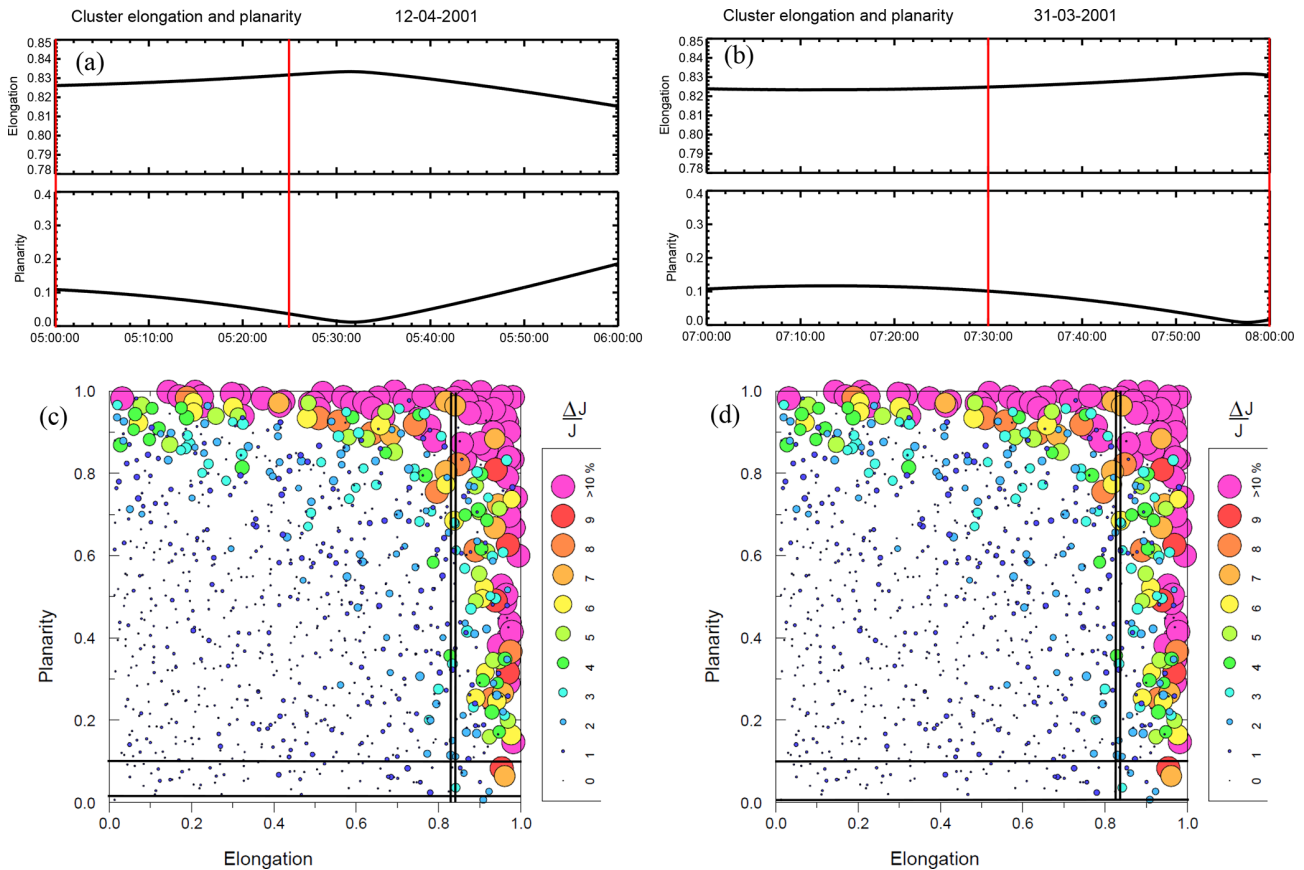 Cluster elongation and planarity 12-04-2001
(a)
Elongation
0.85
0.83
0.82
0.81
0.80
0.79
0.78
Planarity
0.4
0.3
0.2
0.1
0.0
05:00:00 05:10:00 05:20:00 05:30:00 05:40:00 05:50:00 06:00:00
Cluster elongation and planarity 31-03-2001
(b)
Elongation
0.85
0.83
0.82
0.81
0.80
0.79
0.78
Planarity
0.4
0.3
0.2
0.1
0.0
07:00:00 07:10:00 07:20:00 07:30:00 07:40:00 07:50:00 08:00:00
(c)
Planarity
1.0
0.8
0.6
0.4
0.2
0.0
0.0 0.2 0.4 0.6 0.8 1.0
Elongation
ΔJ
J
>10 %
9
8
7
6
5
4
3
2
1
0
(d)
Planarity
1.0
0.8
0.6
0.4
0.2
0.0
0.0 0.2 0.4 0.6 0.8 1.0
Elongation
ΔJ
J
>10 %
9
8
7
6
5
4
3
2
1
0